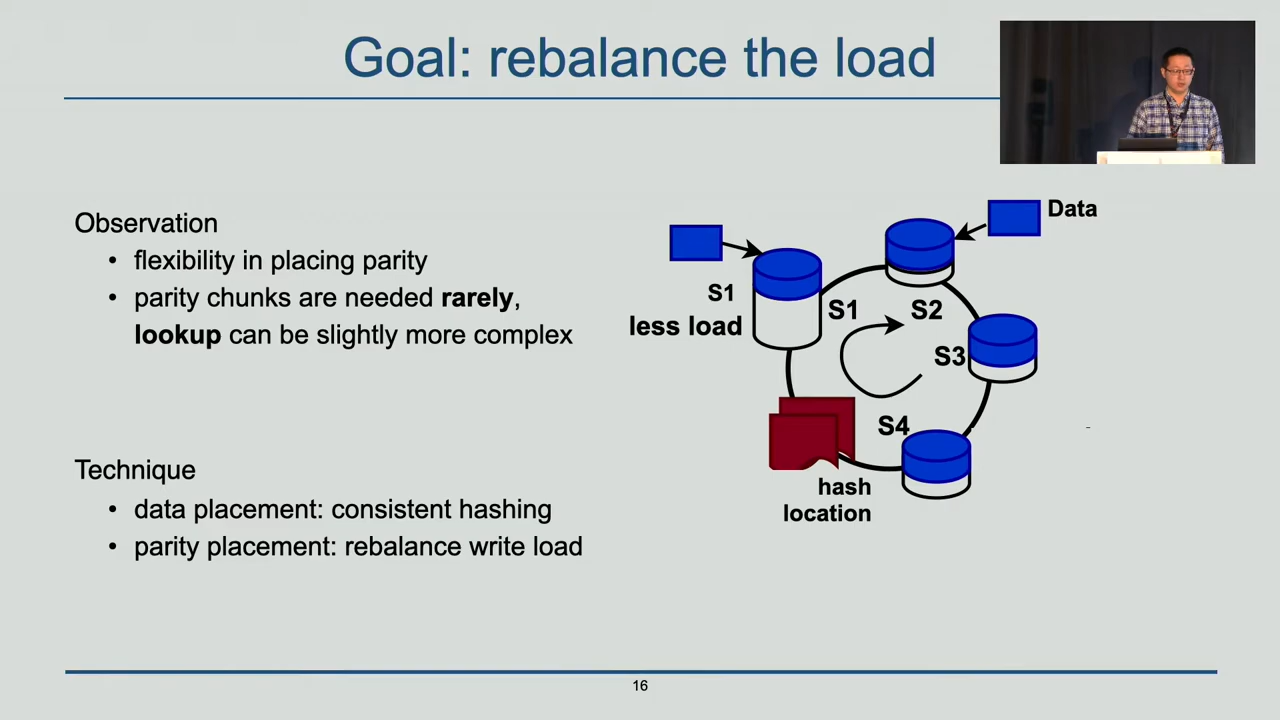 Goal: rebalance the load
Observation
• flexibility in placing parity
• parity chunks are needed rarely,
lookup can be slightly more complex
Technique
• data placement: consistent hashing
• parity placement: rebalance write load
Data
S1
less load
S1
S2
S3
S4
hash
location
16